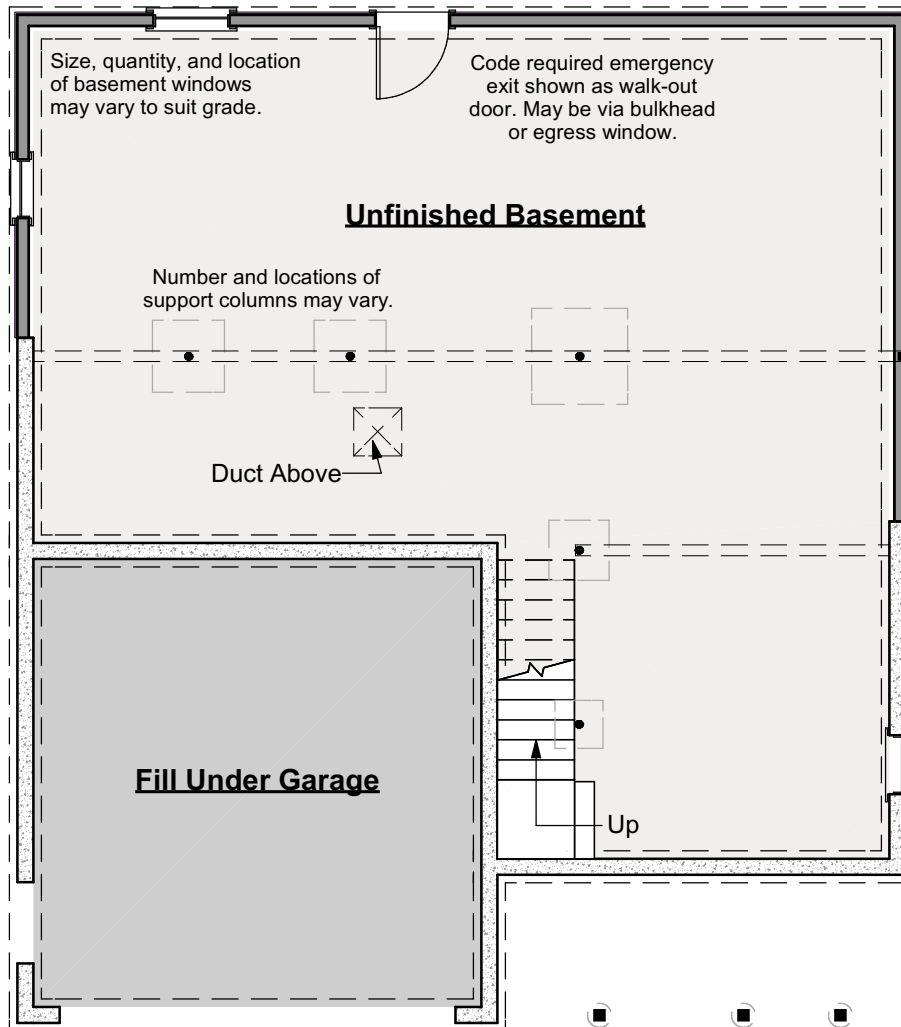 Size, quantity, and location
of basement windows
may vary to suit grade.
Code required emergency
exit shown as walk-out
door. May be via bulkhead
or egress window.
Unfinished Basement
Number and locations of
support columns may vary.
Duct Above
Fill Under Garage
Up